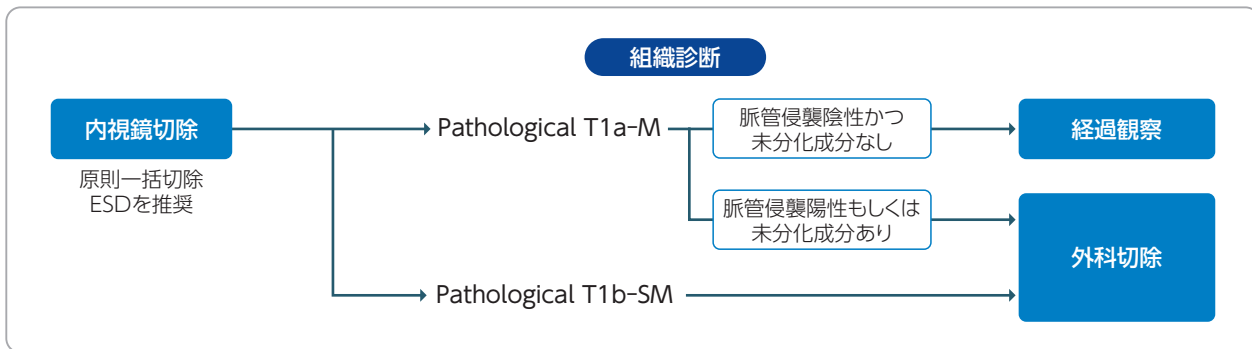 組織診断
内視鏡切除
原則一括切除
ESDを推奨
Pathological T1a-M
脈管侵襲陰性かつ
未分化成分なし
経過観察
脈管侵襲陽性もしくは
未分化成分あり
外科切除
Pathological T1b-SM